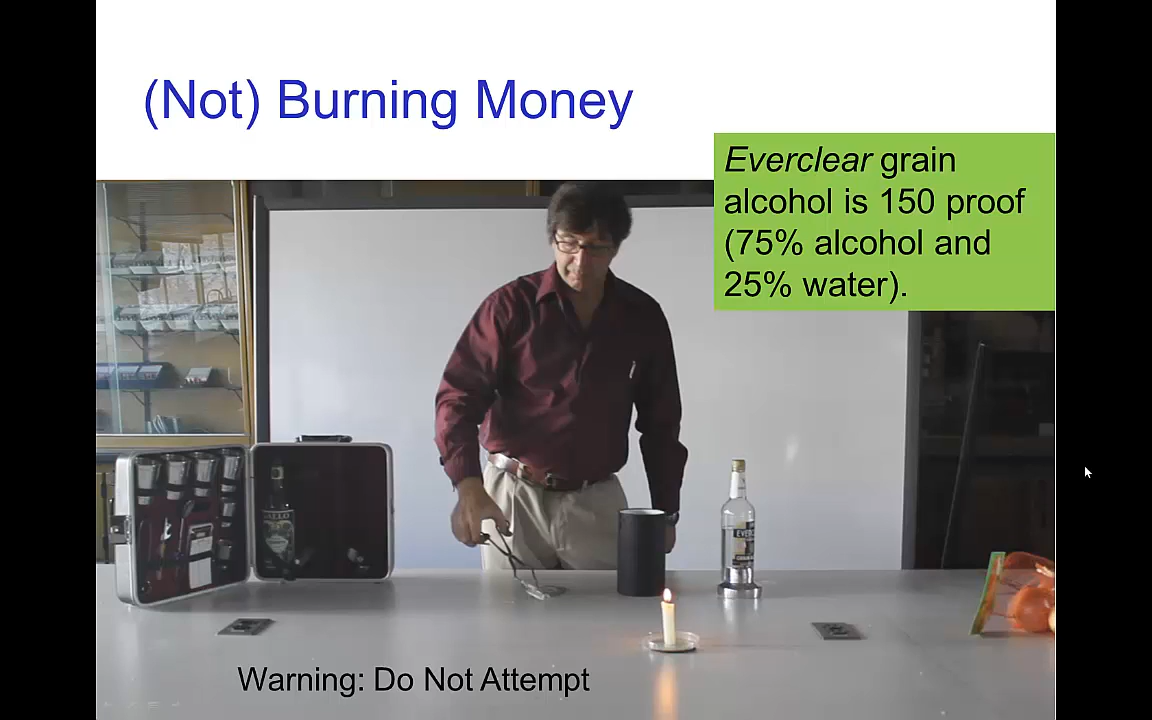 (Not) Burning Money
Everclear grain
alcohol is 150 proof
(75% alcohol and
25% water).
Warning: Do Not Attempt